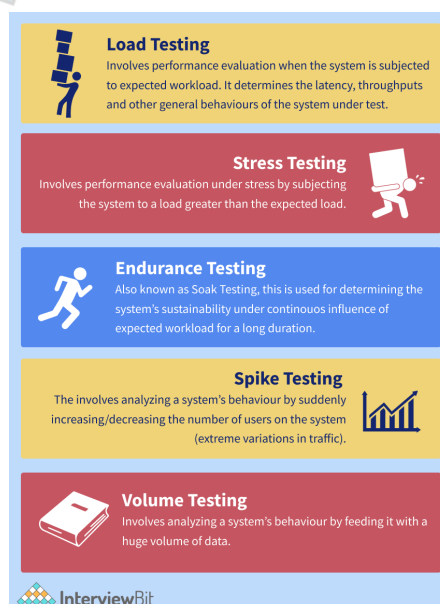 Load Testing
Involves performance evaluation when the system is subjected
to expected workload. It determines the latency, throughputs
and other general behaviours of the system under test.
Stress Testing
Involves performance evaluation under stress by subjecting
the system to a load greater than the expected load.
Endurance Testing
Also known as Soak Testing, this is used for determining the
system's sustainability under continouos influence of
expected workload for a long duration.
Spike Testing
The involves analyzing a system's behaviour by suddenly
increasing/decreasing the number of users on the system
(extreme variations in traffic).
Volume Testing
Involves analyzing a system's behaviour by feeding it with a
huge volume of data.
InterviewBit